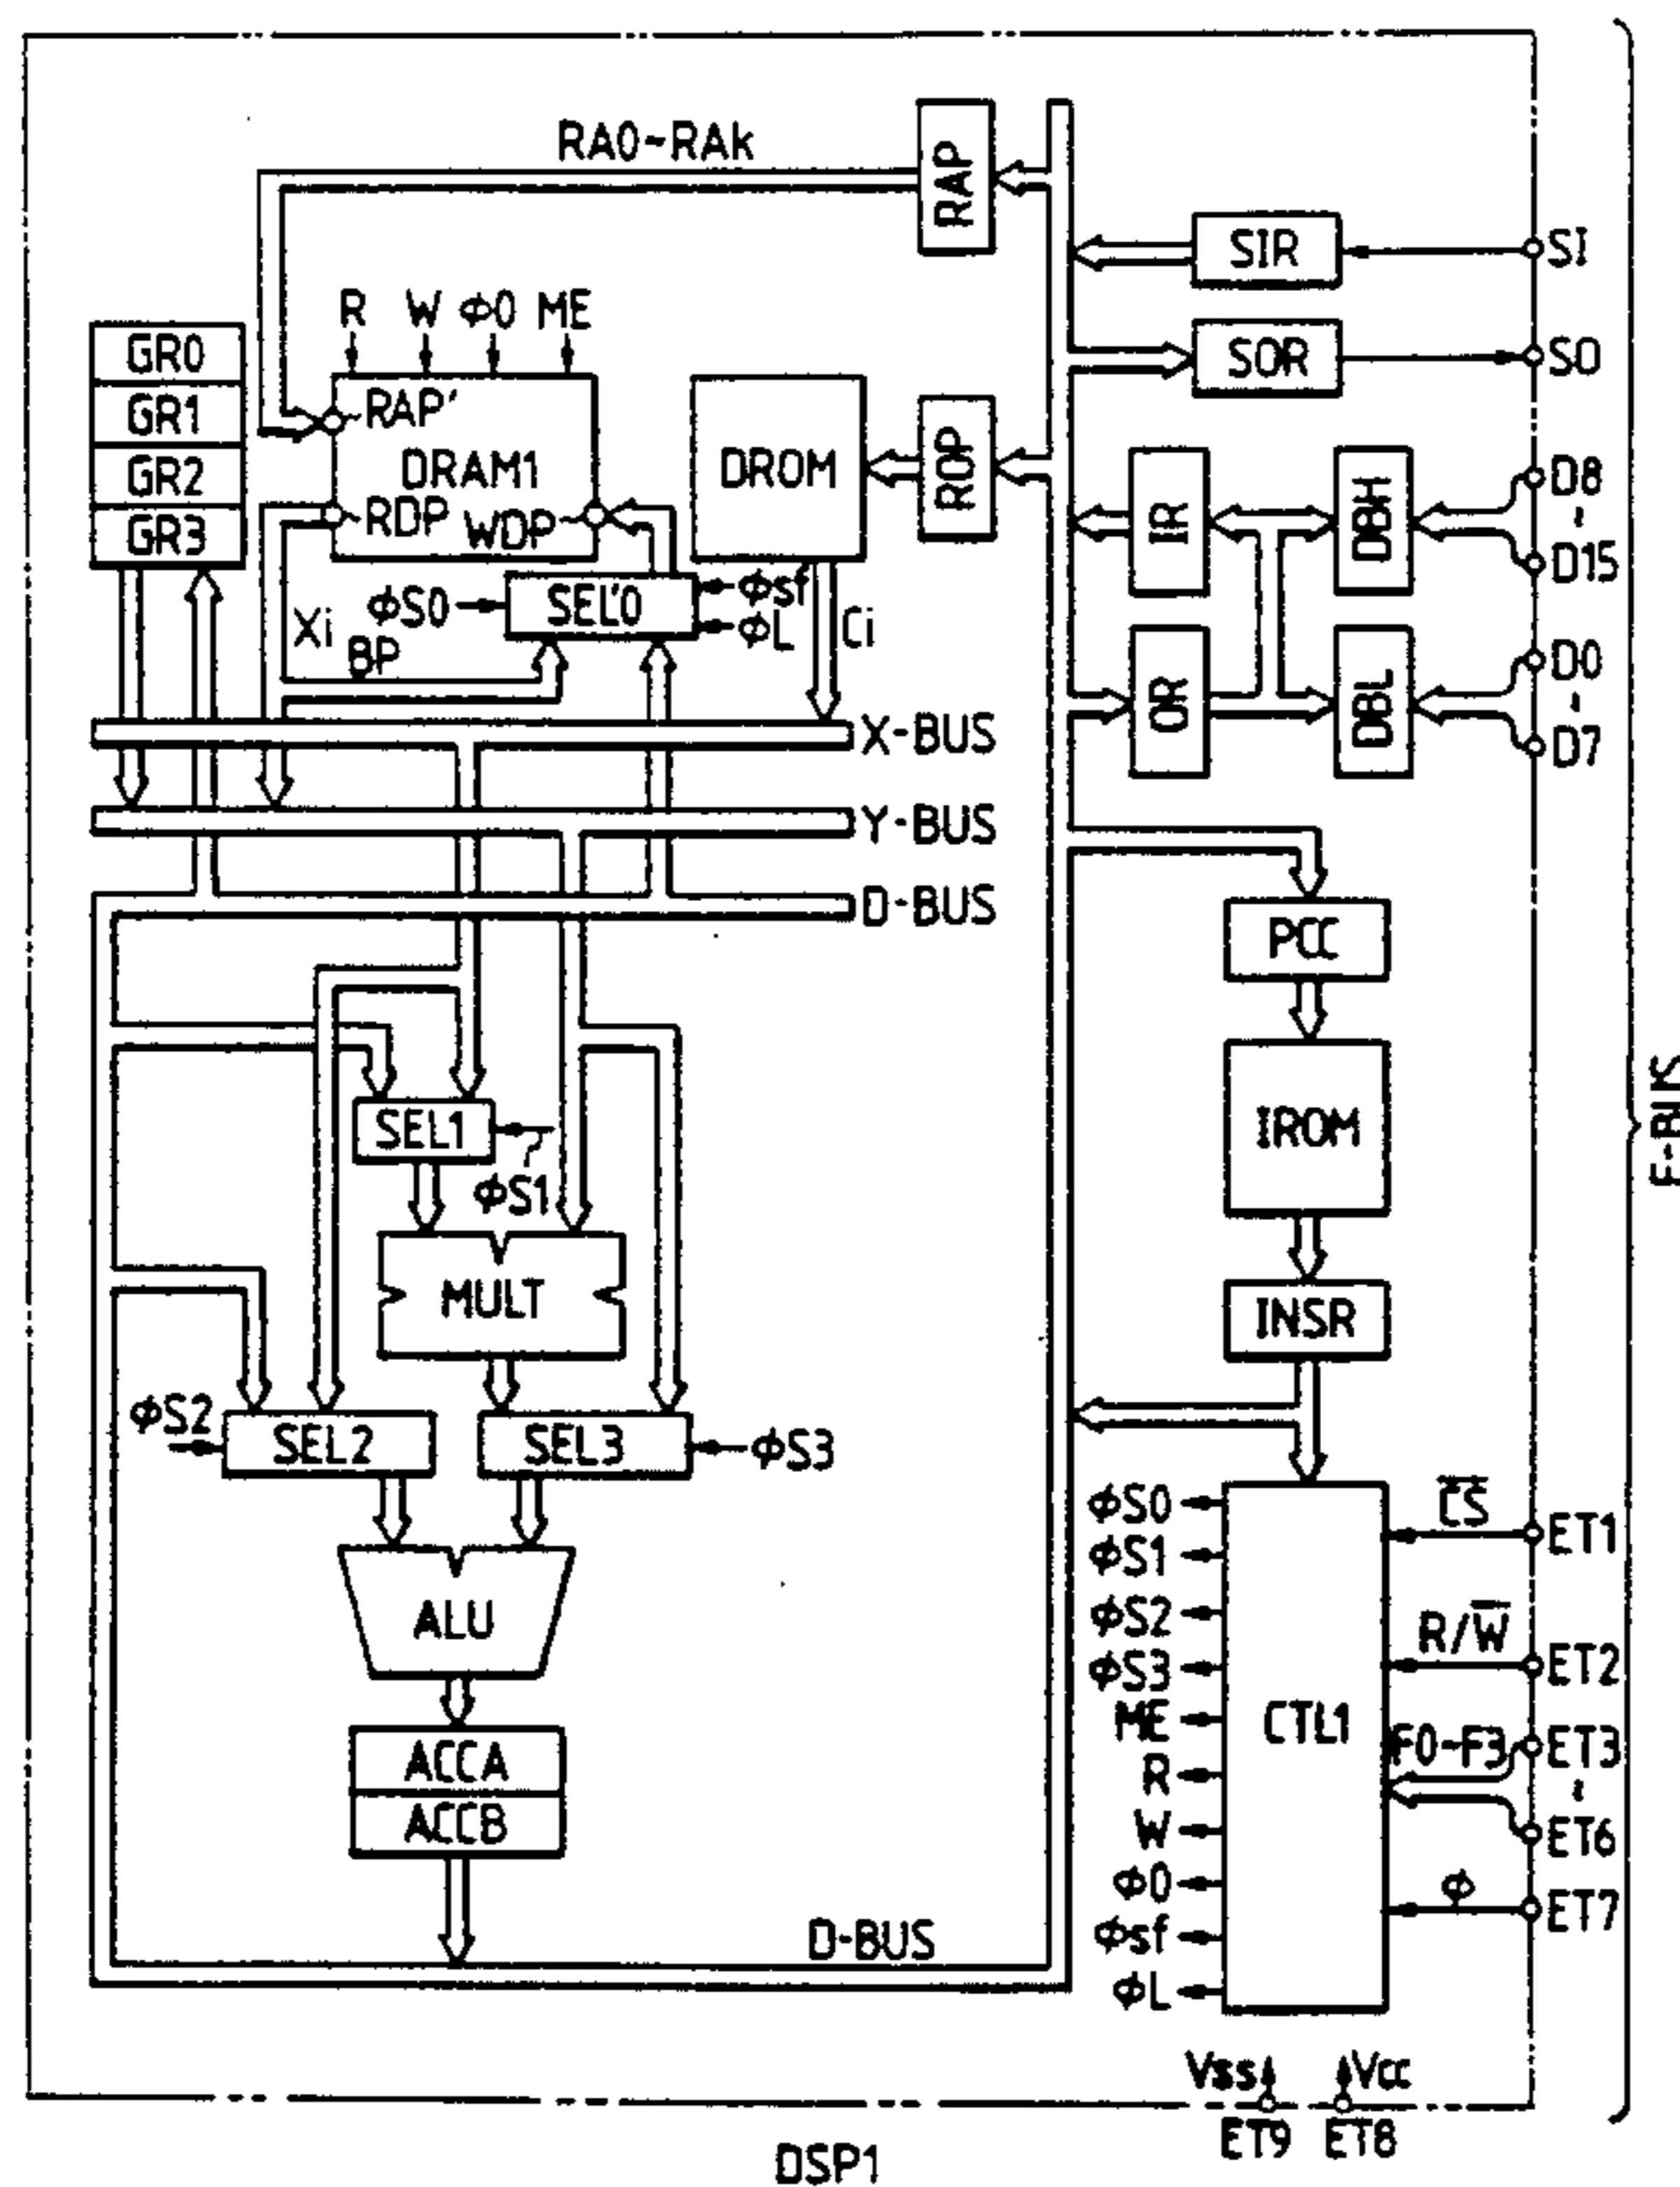 RA0~RAk
RAP
SIR
SI
R W φ0 ME
GR0
GR1
GR2
GR3
RAP'
DRAM1
RDP
WDP
DROM
ROP
SOR
SO
IR
DBH
D8
~
D15
φS0
SEL'0
φsf
φL
Xi
BP
Ci
OR
DBL
D0
~
D7
X-BUS
Y-BUS
D-BUS
PCC
IROM
INSR
E-BUS
SEL1
φS1
MULT
φS2
SEL2
SEL3
φS3
ALU
ACCA
ACCB
D-BUS
φS0
φS1
φS2
φS3
ME
R
W
φ0
φsf
φL
CTL1
C̅S̅
ET1
R/W̅
ET2
F0-F3
ET3
~
ET6
φ
ET7
Vss
Vcc
ET9
ET8
DSP1